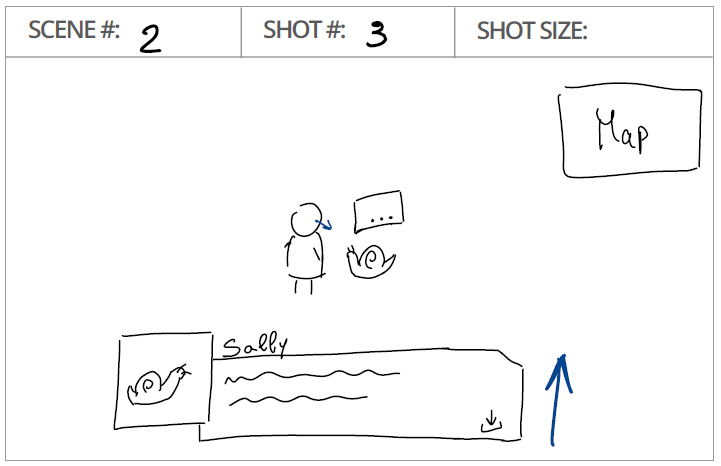 SCENE #: 2
SHOT #: 3
SHOT SIZE:
Map
...
Sally